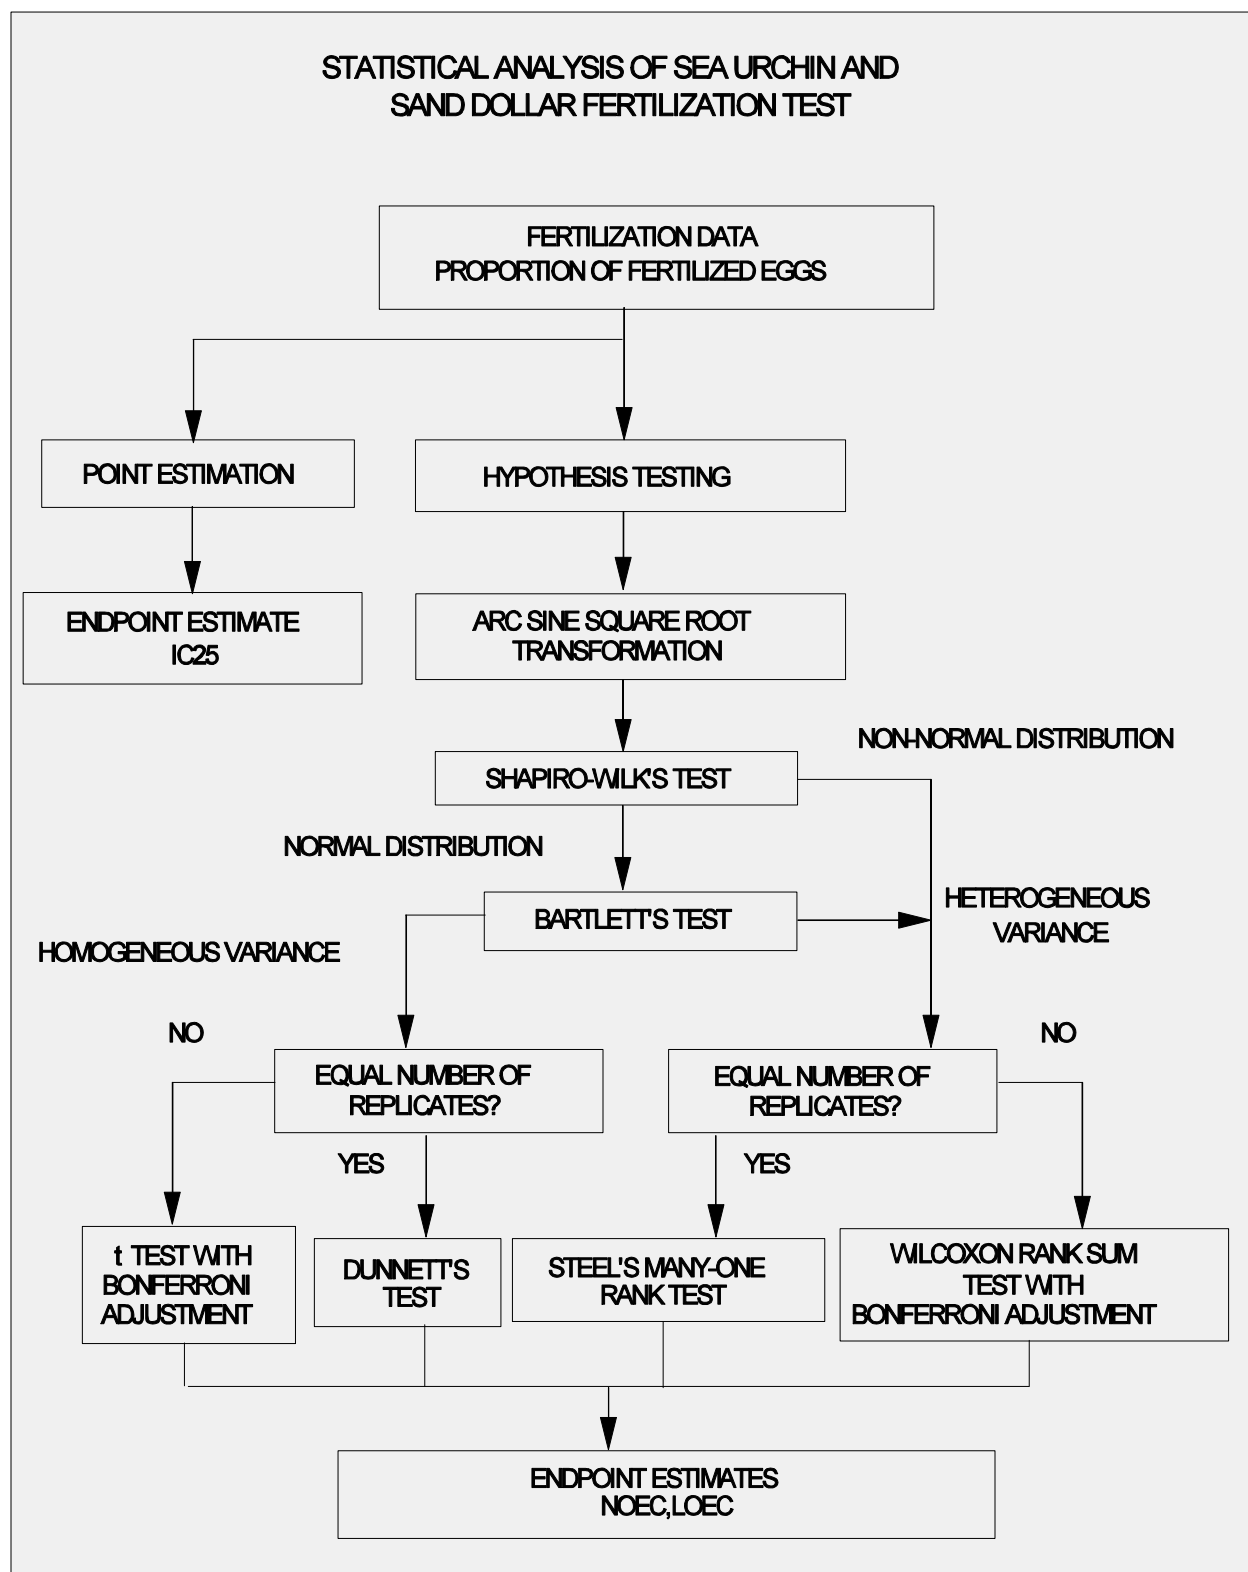 STATISTICAL ANALYSIS OF SEA URCHIN AND
SAND DOLLAR FERTILIZATION TEST
FERTILIZATION DATA
PROPORTION OF FERTILIZED EGGS
POINT ESTIMATION
HYPOTHESIS TESTING
ENDPOINT ESTIMATE
IC25
ARC SINE SQUARE ROOT
TRANSFORMATION
NON-NORMAL DISTRIBUTION
SHAPIRO-WILK'S TEST
NORMAL DISTRIBUTION
HETEROGENEOUS
VARIANCE
BARTLETT'S TEST
HOMOGENEOUS VARIANCE
NO
NO
EQUAL NUMBER OF
REPLICATES?
EQUAL NUMBER OF
REPLICATES?
YES
YES
t TEST WITH
BONFERRONI
ADJUSTMENT
DUNNETT'S
TEST
STEEL'S MANY-ONE
RANK TEST
WILCOXON RANK SUM
TEST WITH
BONFERRONI ADJUSTMENT
ENDPOINT ESTIMATES
NOEC,LOEC